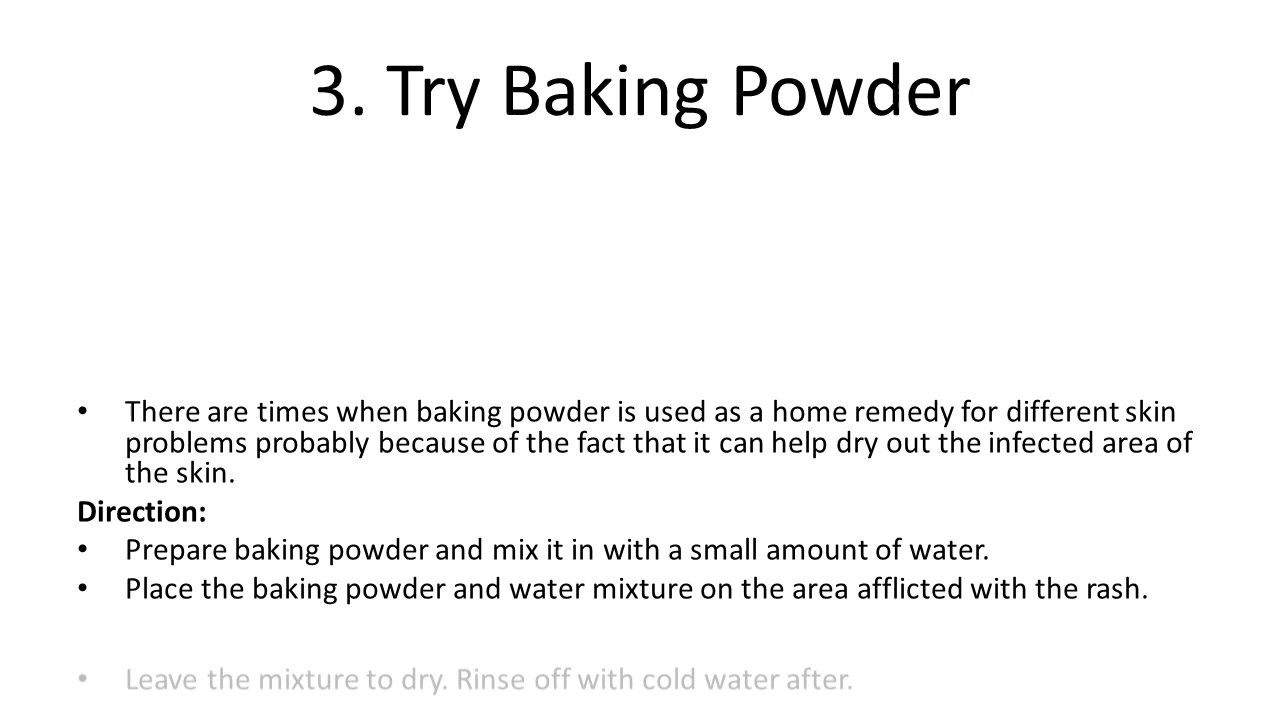 3. Try Baking Powder
• There are times when baking powder is used as a home remedy for different skin
problems probably because of the fact that it can help dry out the infected area of
the skin.
Direction:
• Prepare baking powder and mix it in with a small amount of water.
• Place the baking powder and water mixture on the area afflicted with the rash.
• Leave the mixture to dry. Rinse off with cold water after.